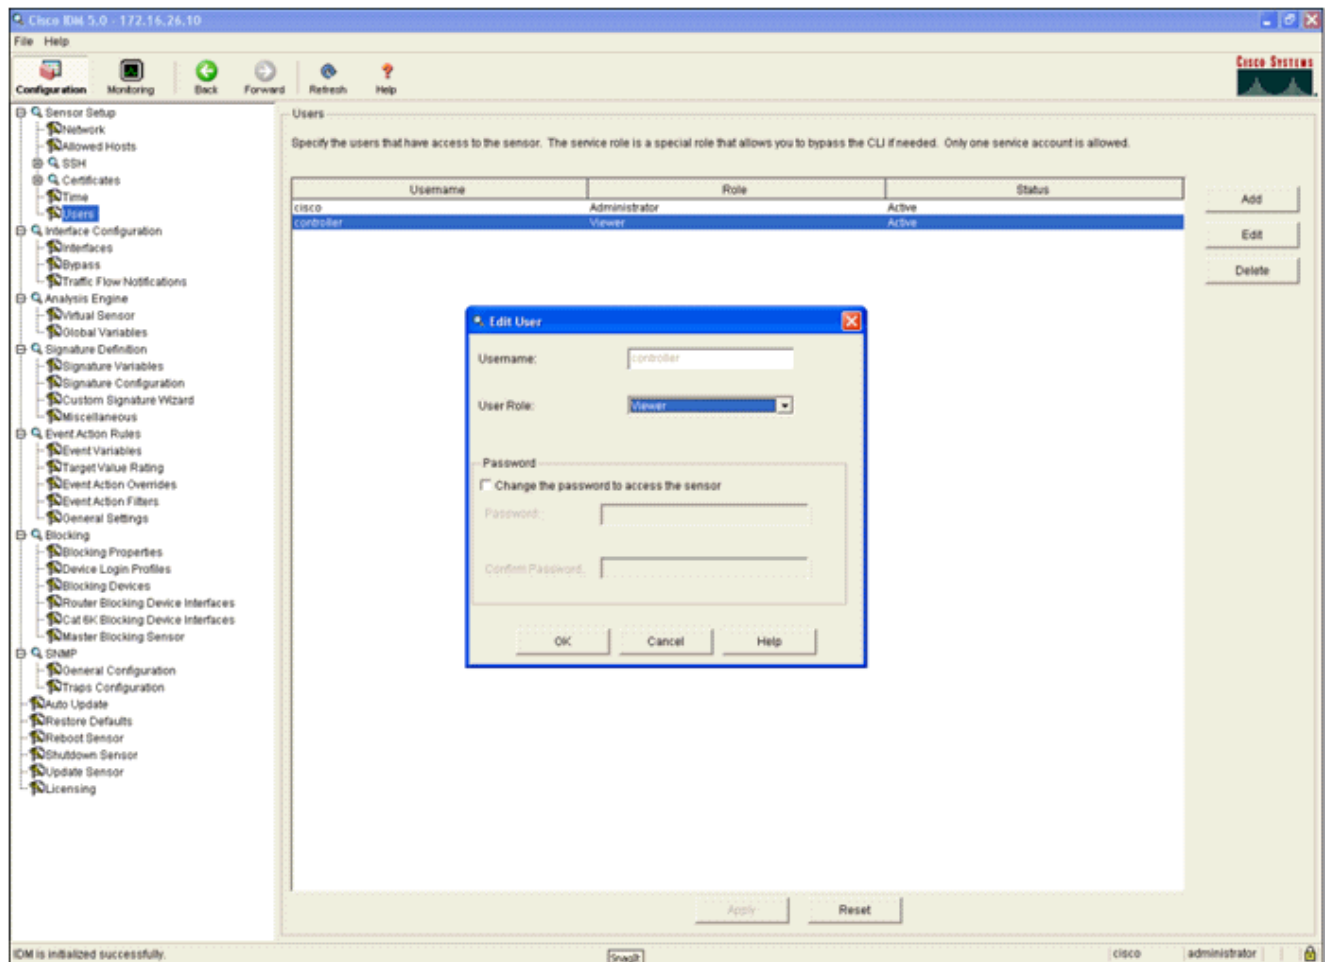 Cisco IDM 5.0 - 172.16.26.10
File Help
Configuration Monitoring Back Forward Refresh Help
CISCO SYSTEMS
Sensor Setup
Network
Allowed Hosts
SSH
Certificates
Time
Users
Interface Configuration
Interfaces
Bypass
Traffic Flow Notifications
Analysis Engine
Virtual Sensor
Global Variables
Signature Definition
Signature Variables
Signature Configuration
Custom Signature Wizard
Miscellaneous
Event Action Rules
Event Variables
Target Value Rating
Event Action Overrides
Event Action Filters
General Settings
Blocking
Blocking Properties
Device Login Profiles
Blocking Devices
Router Blocking Device Interfaces
Cat 6K Blocking Device Interfaces
Master Blocking Sensor
SNMP
General Configuration
Traps Configuration
Auto Update
Restore Defaults
Reboot Sensor
Shutdown Sensor
Update Sensor
Licensing
Users
Specify the users that have access to the sensor. The service role is a special role that allows you to bypass the CLI if needed. Only one service account is allowed.
Username Role Status
cisco Administrator Active
controller Viewer Active
Add
Edit
Delete
Edit User
Username: controller
User Role: Viewer
Password
Change the password to access the sensor
Password:
Confirm Password:
OK Cancel Help
Apply Reset
IDM is initialized successfully.
SnagIt
cisco administrator